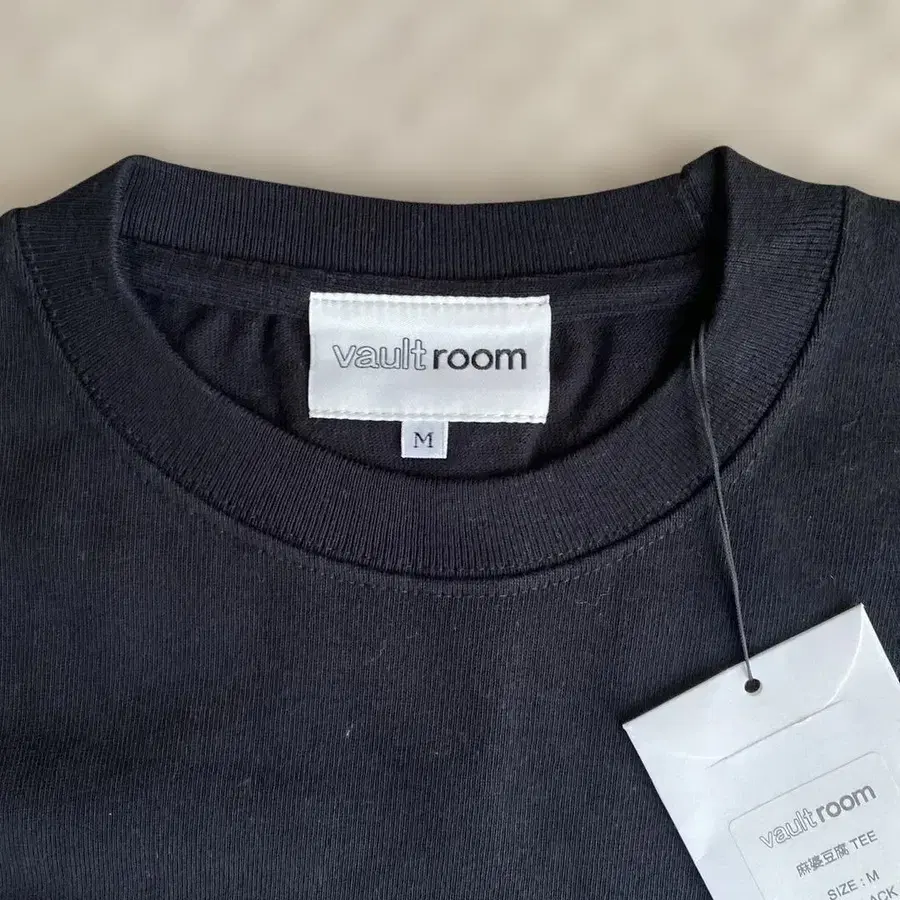 vault room
M
vault room
麻婆豆腐 TEE
SIZE : M